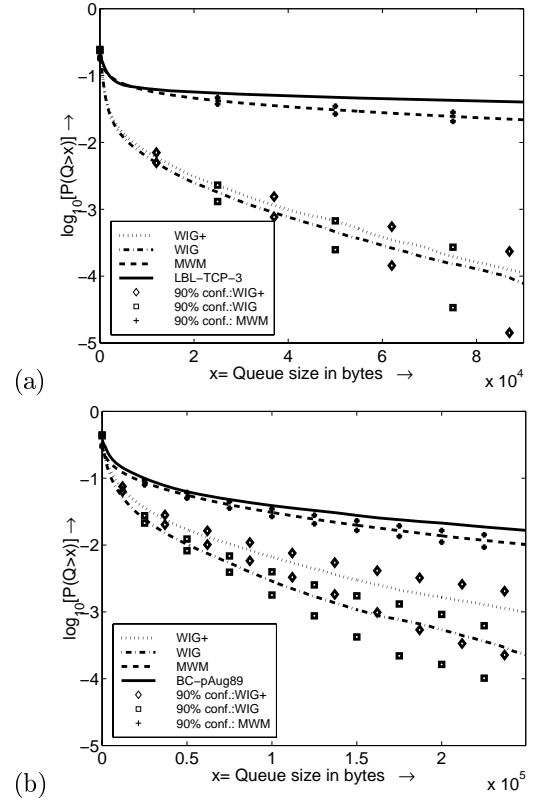 0
−1
−2
−3
−4
−5
log10[P(Q>x)] →
WIG+
WIG
MWM
LBL−TCP−3
90% conf.:WIG+
90% conf.:WIG
90% conf.: MWM
0 2 4 6 8
x= Queue size in bytes →
x 10^4
(a)
0
−1
−2
−3
−4
−5
log10[P(Q>x)] →
WIG+
WIG
MWM
BC−pAug89
90% conf.:WIG+
90% conf.:WIG
90% conf.: MWM
0 0.5 1 1.5 2
x= Queue size in bytes →
x 10^5
(b)